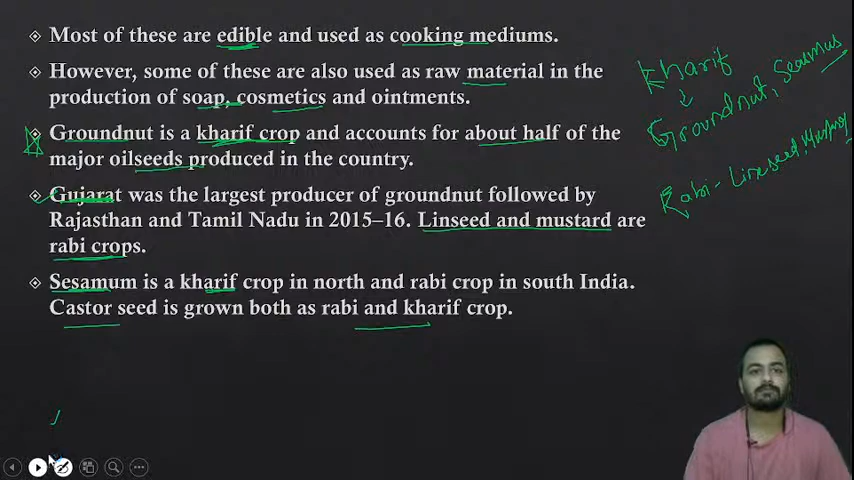 Most of these are edible and used as cooking mediums.
However, some of these are also used as raw material in the
production of soap, cosmetics and ointments.
Groundnut is a kharif crop and accounts for about half of the
major oilseeds produced in the country.
Gujarat was the largest producer of groundnut followed by
Rajasthan and Tamil Nadu in 2015–16. Linseed and mustard are
rabi crops.
Sesamum is a kharif crop in north and rabi crop in south India.
Castor seed is grown both as rabi and kharif crop.
Kharif
Groundnut, Seasmus
Rabi - Linseed,